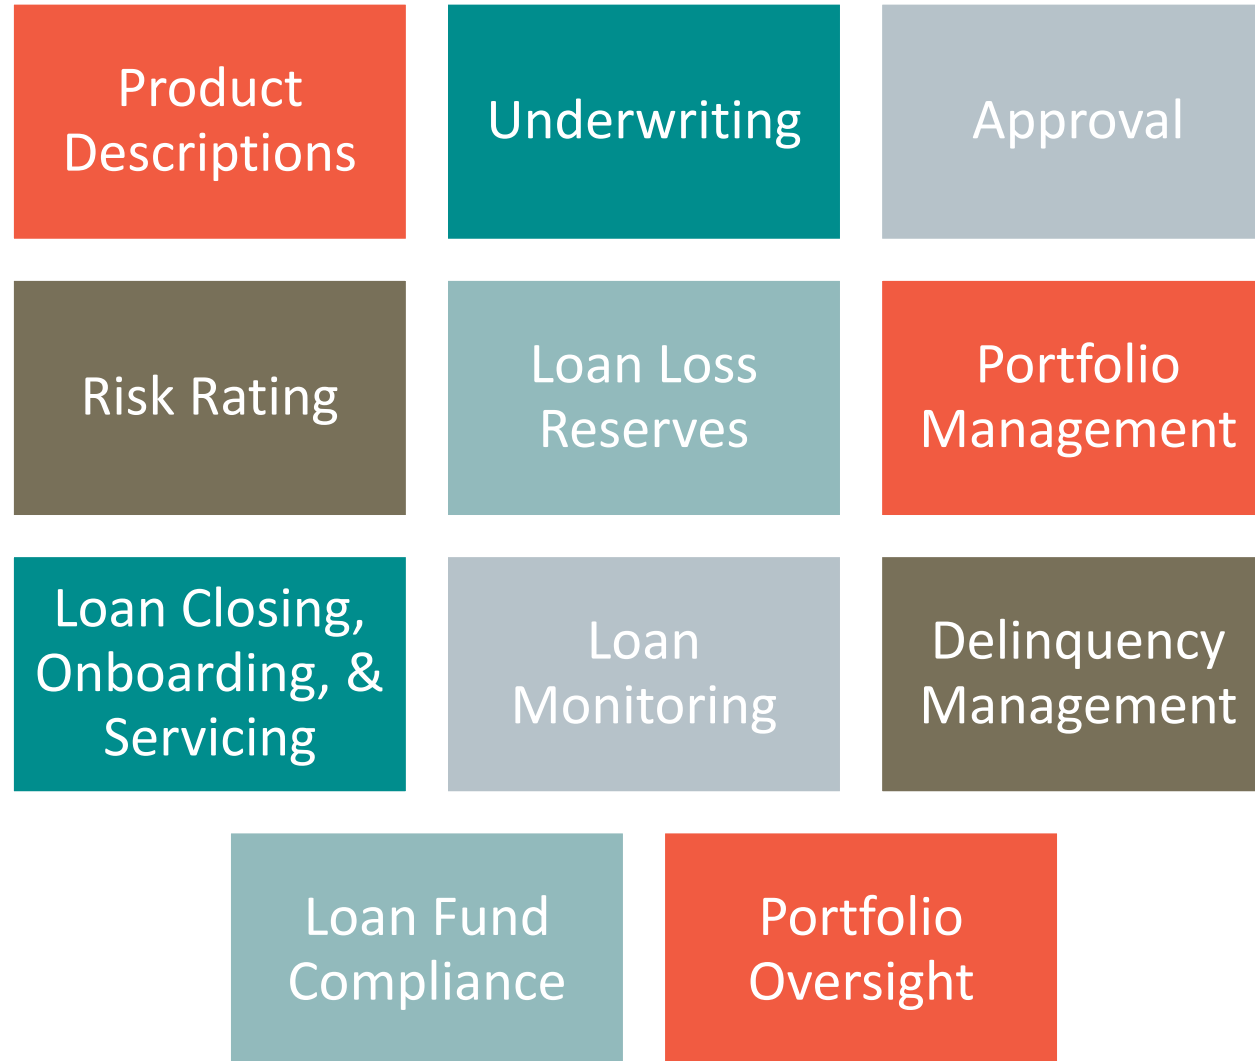 Product
Descriptions
Underwriting
Approval
Risk Rating
Loan Loss
Reserves
Portfolio
Management
Loan Closing,
Onboarding, &
Servicing
Loan
Monitoring
Delinquency
Management
Loan Fund
Compliance
Portfolio
Oversight